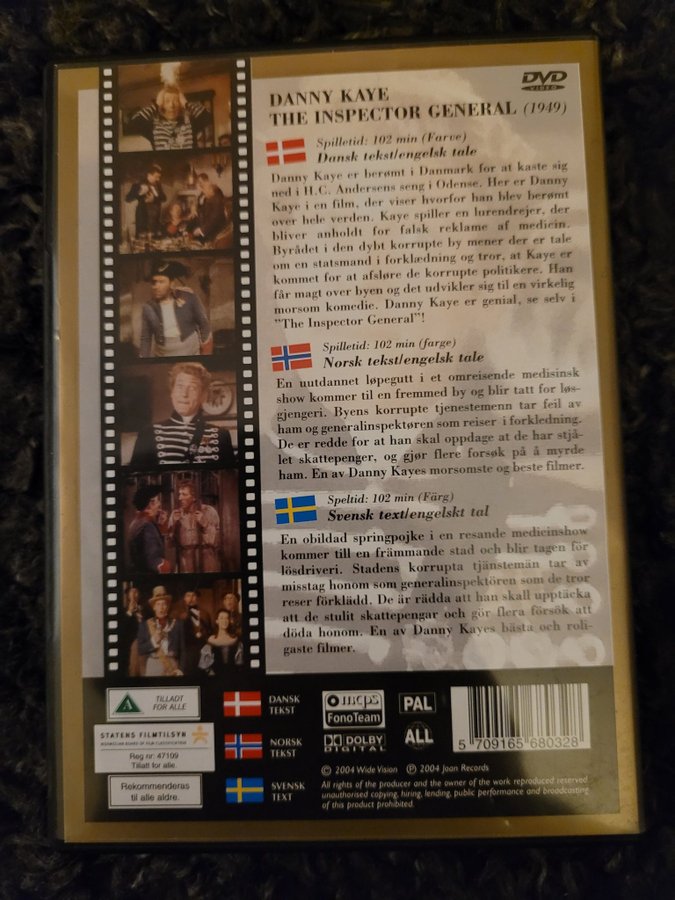 DVD
VIDEO
DANNY KAYE
THE INSPECTOR GENERAL (1949)
Spilletid: 102 min (Farve)
Dansk tekst/engelsk tale
Danny Kaye er berømt i Danmark for at kaste sig
ned i H.C. Andersens seng i Odense. Her er Danny
Kaye i en film, der viser hvorfor han blev berømt
over hele verden. Kaye spiller en lurendrejer, der
bliver anholdt for falsk reklame af medicin.
Byrådet i den dybt korrupte by mener der er tale
om en statsmand i forklædning og tror, at Kaye er
kommet for at afsløre de korrupte politikere. Han
får magt over byen og det udvikler sig til en virkelig
morsom komedie. Danny Kaye er genial, se selv i
"The Inspector General"!
Spilletid: 102 min (farge)
Norsk tekst/engelsk tale
En uutdannet løpegutt i et omreisende medisinsk
show kommer til en fremmed by og blir tatt for løs-
gjengeri. Byens korrupte tjenestemenn tar feil av
ham og generalinspektøren som reiser i forkledning.
De er redde for at han skal oppdage at de har stjå-
let skattepenger, og gjør flere forsøk på å myrde
ham. En av Danny Kayes morsomste og beste filmer.
Speltid: 102 min (Färg)
Svensk text/engelskt tal
En obildad springpojke i en resande medicinshow
kommer till en främmande stad och blir tagen för
lösdriveri. Stadens korrupta tjänstemän tar av
misstag honom som generalinspektören som de tror
reser förklädd. De är rädda att han skall upptäcka
att de stulit skattepengar och gör flera försök att
döda honom. En av Danny Kayes bästa och roli-
gaste filmer.
A TILLADT FOR ALLE
STATENS FILMTILSYN
NORWEGIAN BOARD OF FILM CLASSIFICATION
Reg nr: 47109
Tillatt for alle.
Rekommenderas
til alle aldre.
DANSK
TEKST
NORSK
TEKST
SVENSK
TEXT
mcps
FonoTeam
DOLBY
DIGITAL
PAL
ALL
5 709165 680328
© 2004 Wide Vision ℗ 2004 Joan Records
All rights of the producer and the owner of the work reproduced reserved
unauthorised copying, hiring, lending, public performance and broadcasting
of this product prohibited.